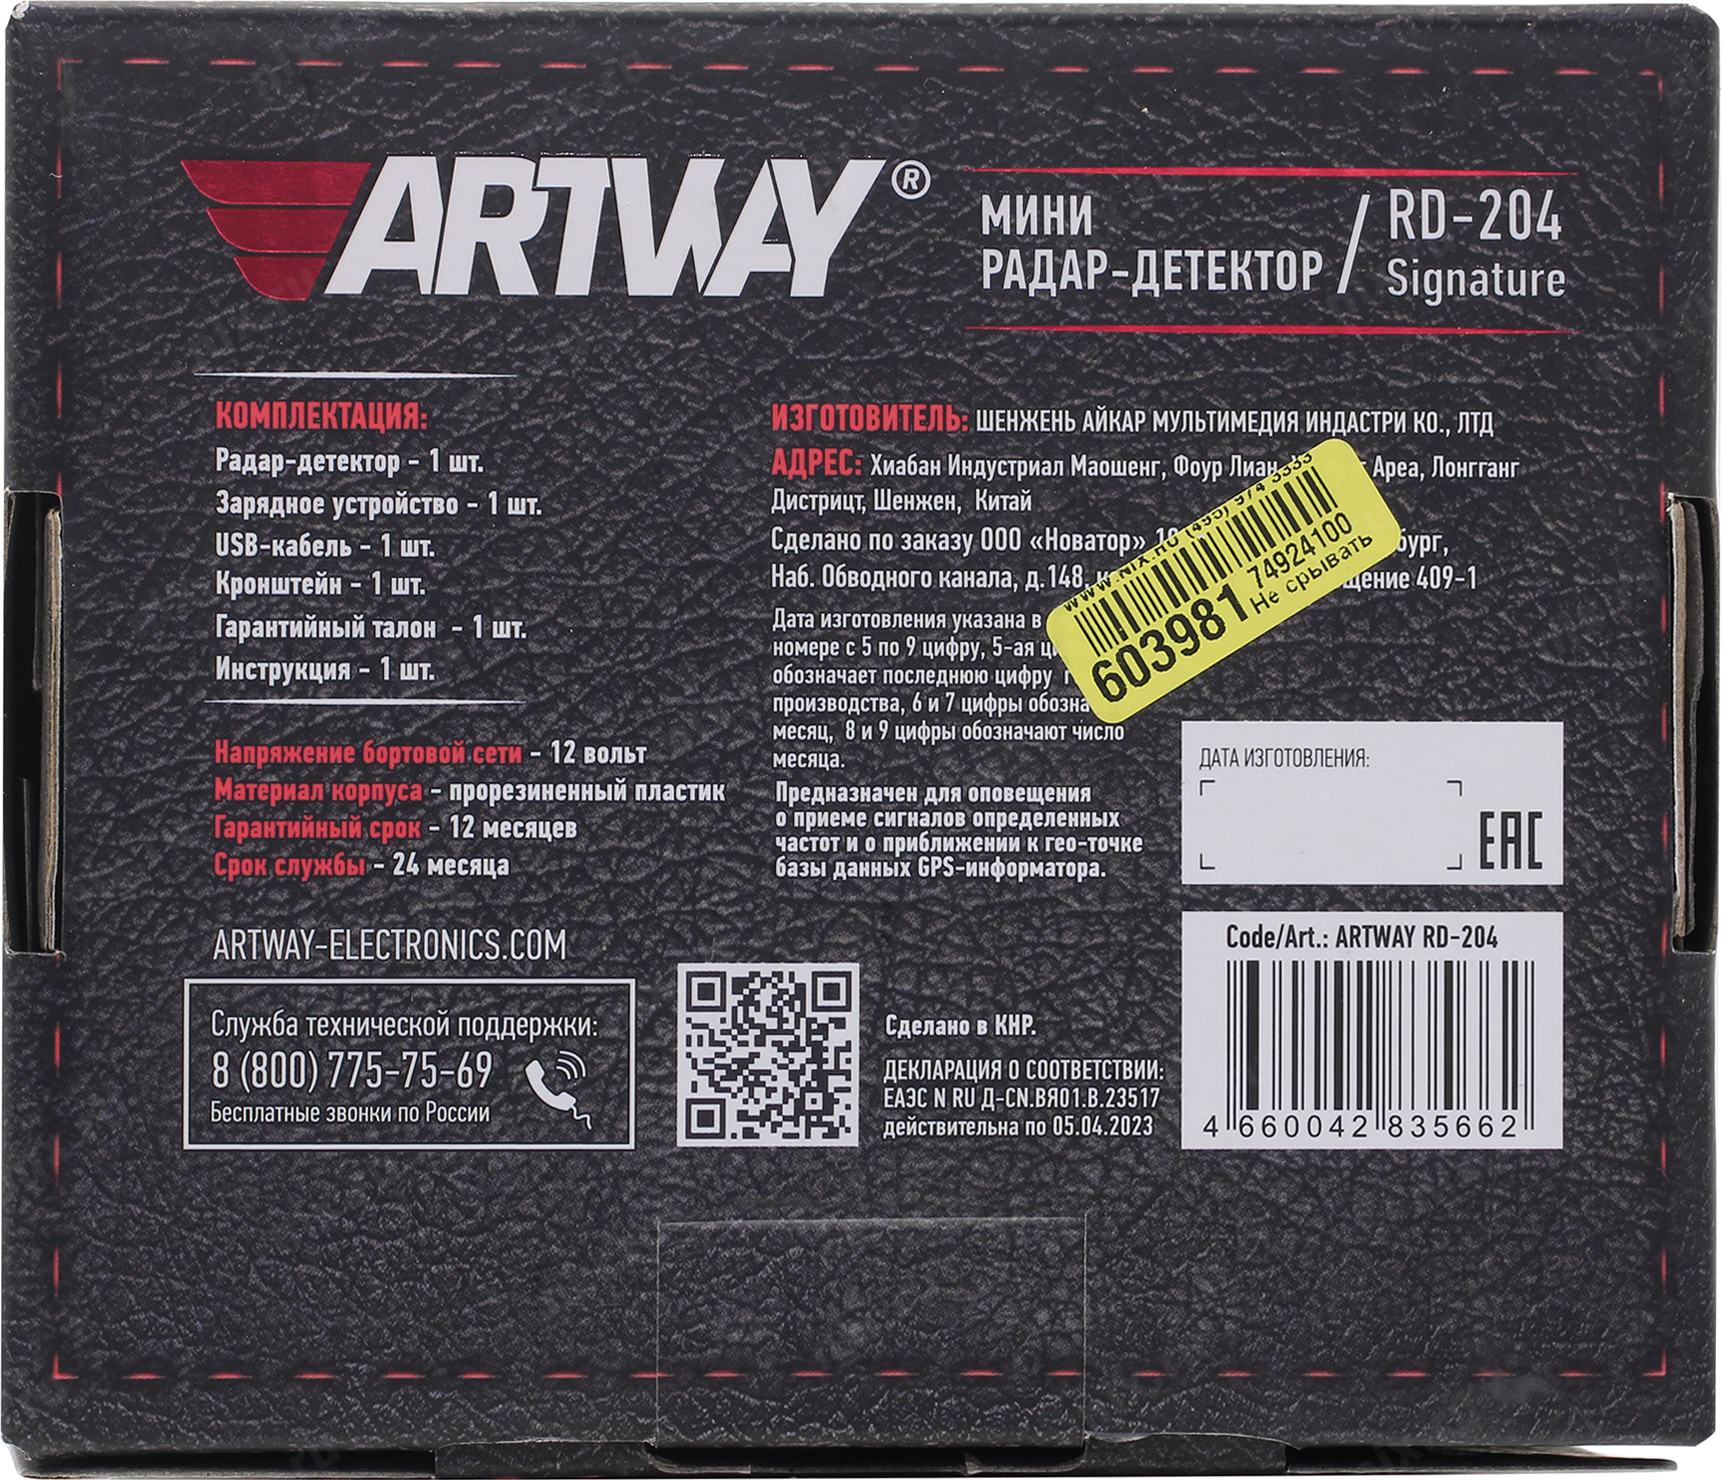 ARTWAY®
МИНИ
РАДАР-ДЕТЕКТОР / RD-204
Signature
КОМПЛЕКТАЦИЯ:
Радар-детектор – 1 шт.
Зарядное устройство – 1 шт.
USB-кабель – 1 шт.
Кронштейн – 1 шт.
Гарантийный талон – 1 шт.
Инструкция – 1 шт.
Напряжение бортовой сети – 12 вольт
Материал корпуса – прорезиненный пластик
Гарантийный срок – 12 месяцев
Срок службы – 24 месяца
ARTWAY-ELECTRONICS.COM
Служба технической поддержки:
8 (800) 775-75-69
Бесплатные звонки по России
ИЗГОТОВИТЕЛЬ: ШЕНЖЕНЬ АЙКАР МУЛЬТИМЕДИЯ ИНДАСТРИ КО., ЛТД
АДРЕС: Хиабан Индустриал Маошенг, Фоур Лиан Ареа, Лонгганг
Дистрицт, Шенжен, Китай
Сделано по заказу ООО «Новатор»
Наб. Обводного канала, д.148, 409-1
Дата изготовления указана в
номере с 5 по 9 цифру, 5-ая
обозначает последнюю цифру
производства, 6 и 7 цифры
месяц, 8 и 9 цифры обозначают число
месяца.
Предназначен для оповещения
о приеме сигналов определенных
частот и о приближении к гео-точке
базы данных GPS-информатора.
WWW.NIX.RU (495) 974 3333
74924100
603981 Не срывать
ДАТА ИЗГОТОВЛЕНИЯ:
EAC
Code/Art.: ARTWAY RD-204
4 660042 835662
Сделано в КНР.
ДЕКЛАРАЦИЯ О СООТВЕТСТВИИ:
ЕАЭС N RU Д-CN.ВЯ01.В.23517
действительна по 05.04.2023